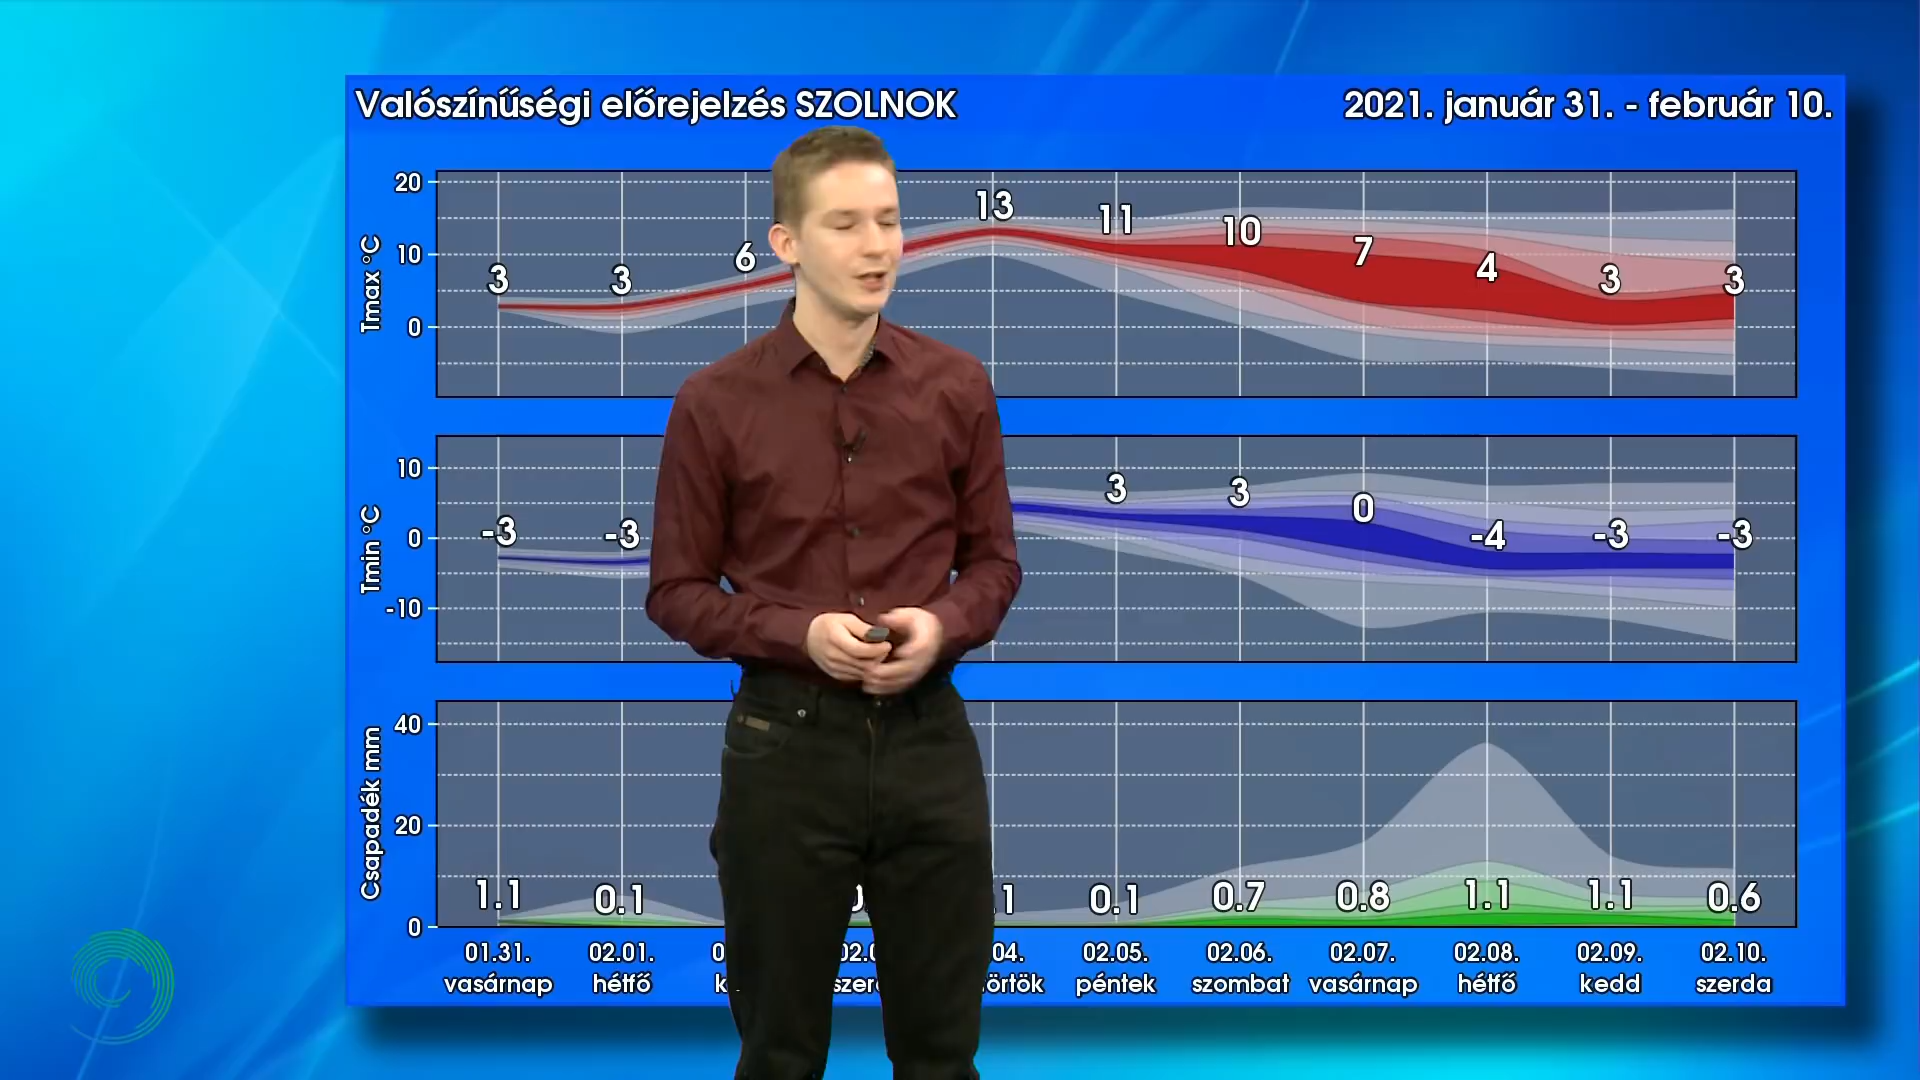 Valószínűségi előrejelzés SZOLNOK
2021. január 31. - február 10.
Tmax °C
20
10
0
3 3 6 13 11 10 7 4 3 3
Tmin °C
10
0
-10
-3 -3 3 3 0 -4 -3 -3
Csapadék mm
40
20
0
1.1 0.1 0.1 0.7 0.8 1.1 1.1 0.6
01.31. 02.01. 02.05. 02.06. 02.07. 02.08. 02.09. 02.10.
vasárnap hétfő péntek szombat vasárnap hétfő kedd szerda